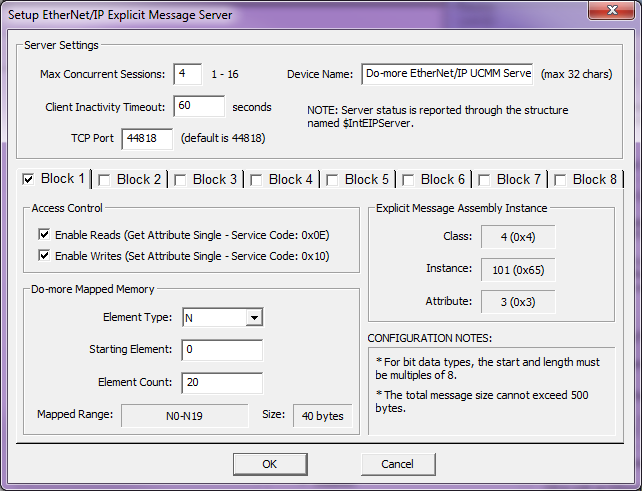 Setup EtherNet/IP Explicit Message Server
Server Settings
Max Concurrent Sessions: 4 1 - 16
Device Name: Do-more EtherNet/IP UCMM Serve (max 32 chars)
Client Inactivity Timeout: 60 seconds
NOTE: Server status is reported through the structure
named $IntEIPServer.
TCP Port 44818 (default is 44818)
Block 1 Block 2 Block 3 Block 4 Block 5 Block 6 Block 7 Block 8
Access Control
Enable Reads (Get Attribute Single - Service Code: 0x0E)
Enable Writes (Set Attribute Single - Service Code: 0x10)
Explicit Message Assembly Instance
Class: 4 (0x4)
Instance: 101 (0x65)
Attribute: 3 (0x3)
Do-more Mapped Memory
Element Type: N
Starting Element: 0
Element Count: 20
Mapped Range: N0-N19 Size: 40 bytes
CONFIGURATION NOTES:
* For bit data types, the start and length must
be multiples of 8.
* The total message size cannot exceed 500
bytes.
OK Cancel